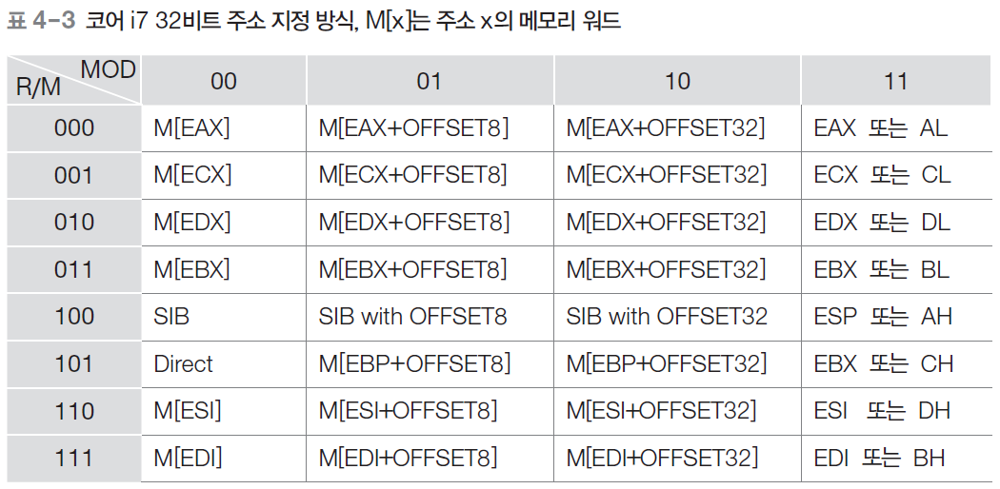 표 4-3 코어 i7 32비트 주소 지정 방식, M[x]는 주소 x의 메모리 워드
R/M MOD 00 01 10 11
000 M[EAX] M[EAX+OFFSET8] M[EAX+OFFSET32] EAX 또는 AL
001 M[ECX] M[ECX+OFFSET8] M[ECX+OFFSET32] ECX 또는 CL
010 M[EDX] M[EDX+OFFSET8] M[EDX+OFFSET32] EDX 또는 DL
011 M[EBX] M[EBX+OFFSET8] M[EBX+OFFSET32] EBX 또는 BL
100 SIB SIB with OFFSET8 SIB with OFFSET32 ESP 또는 AH
101 Direct M[EBP+OFFSET8] M[EBP+OFFSET32] EBX 또는 CH
110 M[ESI] M[ESI+OFFSET8] M[ESI+OFFSET32] ESI 또는 DH
111 M[EDI] M[EDI+OFFSET8] M[EDI+OFFSET32] EDI 또는 BH